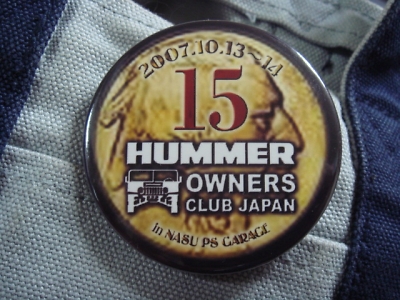 2007.10.13~14
15
HUMMER
OWNERS
CLUB JAPAN
in NASU PS GARAGE